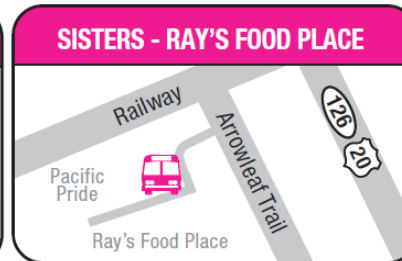 SISTERS - RAY'S FOOD PLACE
Railway
126
20
Arrowleaf Trail
Pacific
Pride
Ray's Food Place